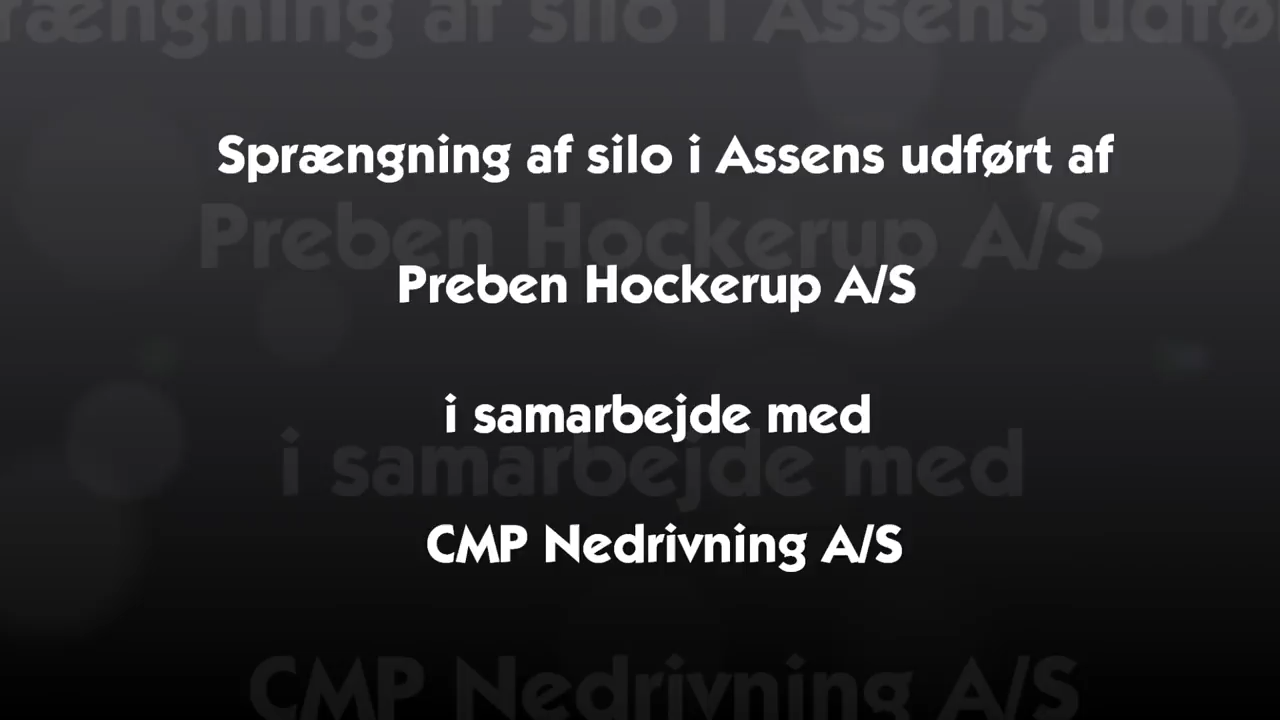 Sprængning af silo i Assens udført af
Preben Hockerup A/S
i samarbejde med
CMP Nedrivning A/S